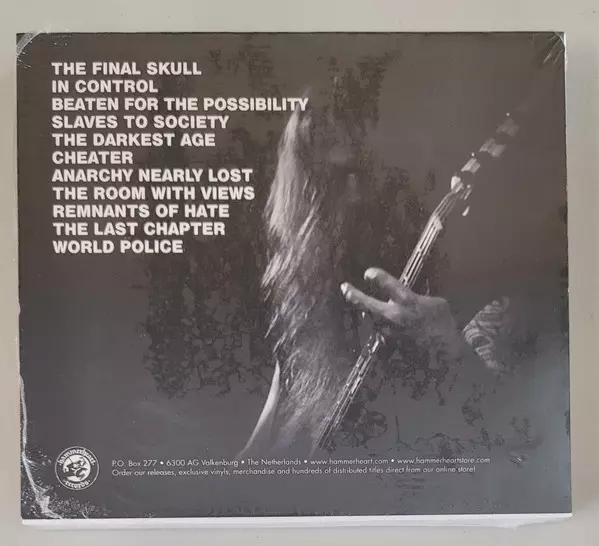 THE FINAL SKULL
IN CONTROL
BEATEN FOR THE POSSIBILITY
SLAVES TO SOCIETY
THE DARKEST AGE
CHEATER
ANARCHY NEARLY LOST
THE ROOM WITH VIEWS
REMNANTS OF HATE
THE LAST CHAPTER
WORLD POLICE
hammerheart
records
P.O. Box 277 • 6300 AG Valkenburg • The Netherlands • www.hammerheart.com • www.hammerheartstore.com
Order our releases, exclusive vinyls, merchandise and hundreds of distributed titles direct from our online store!